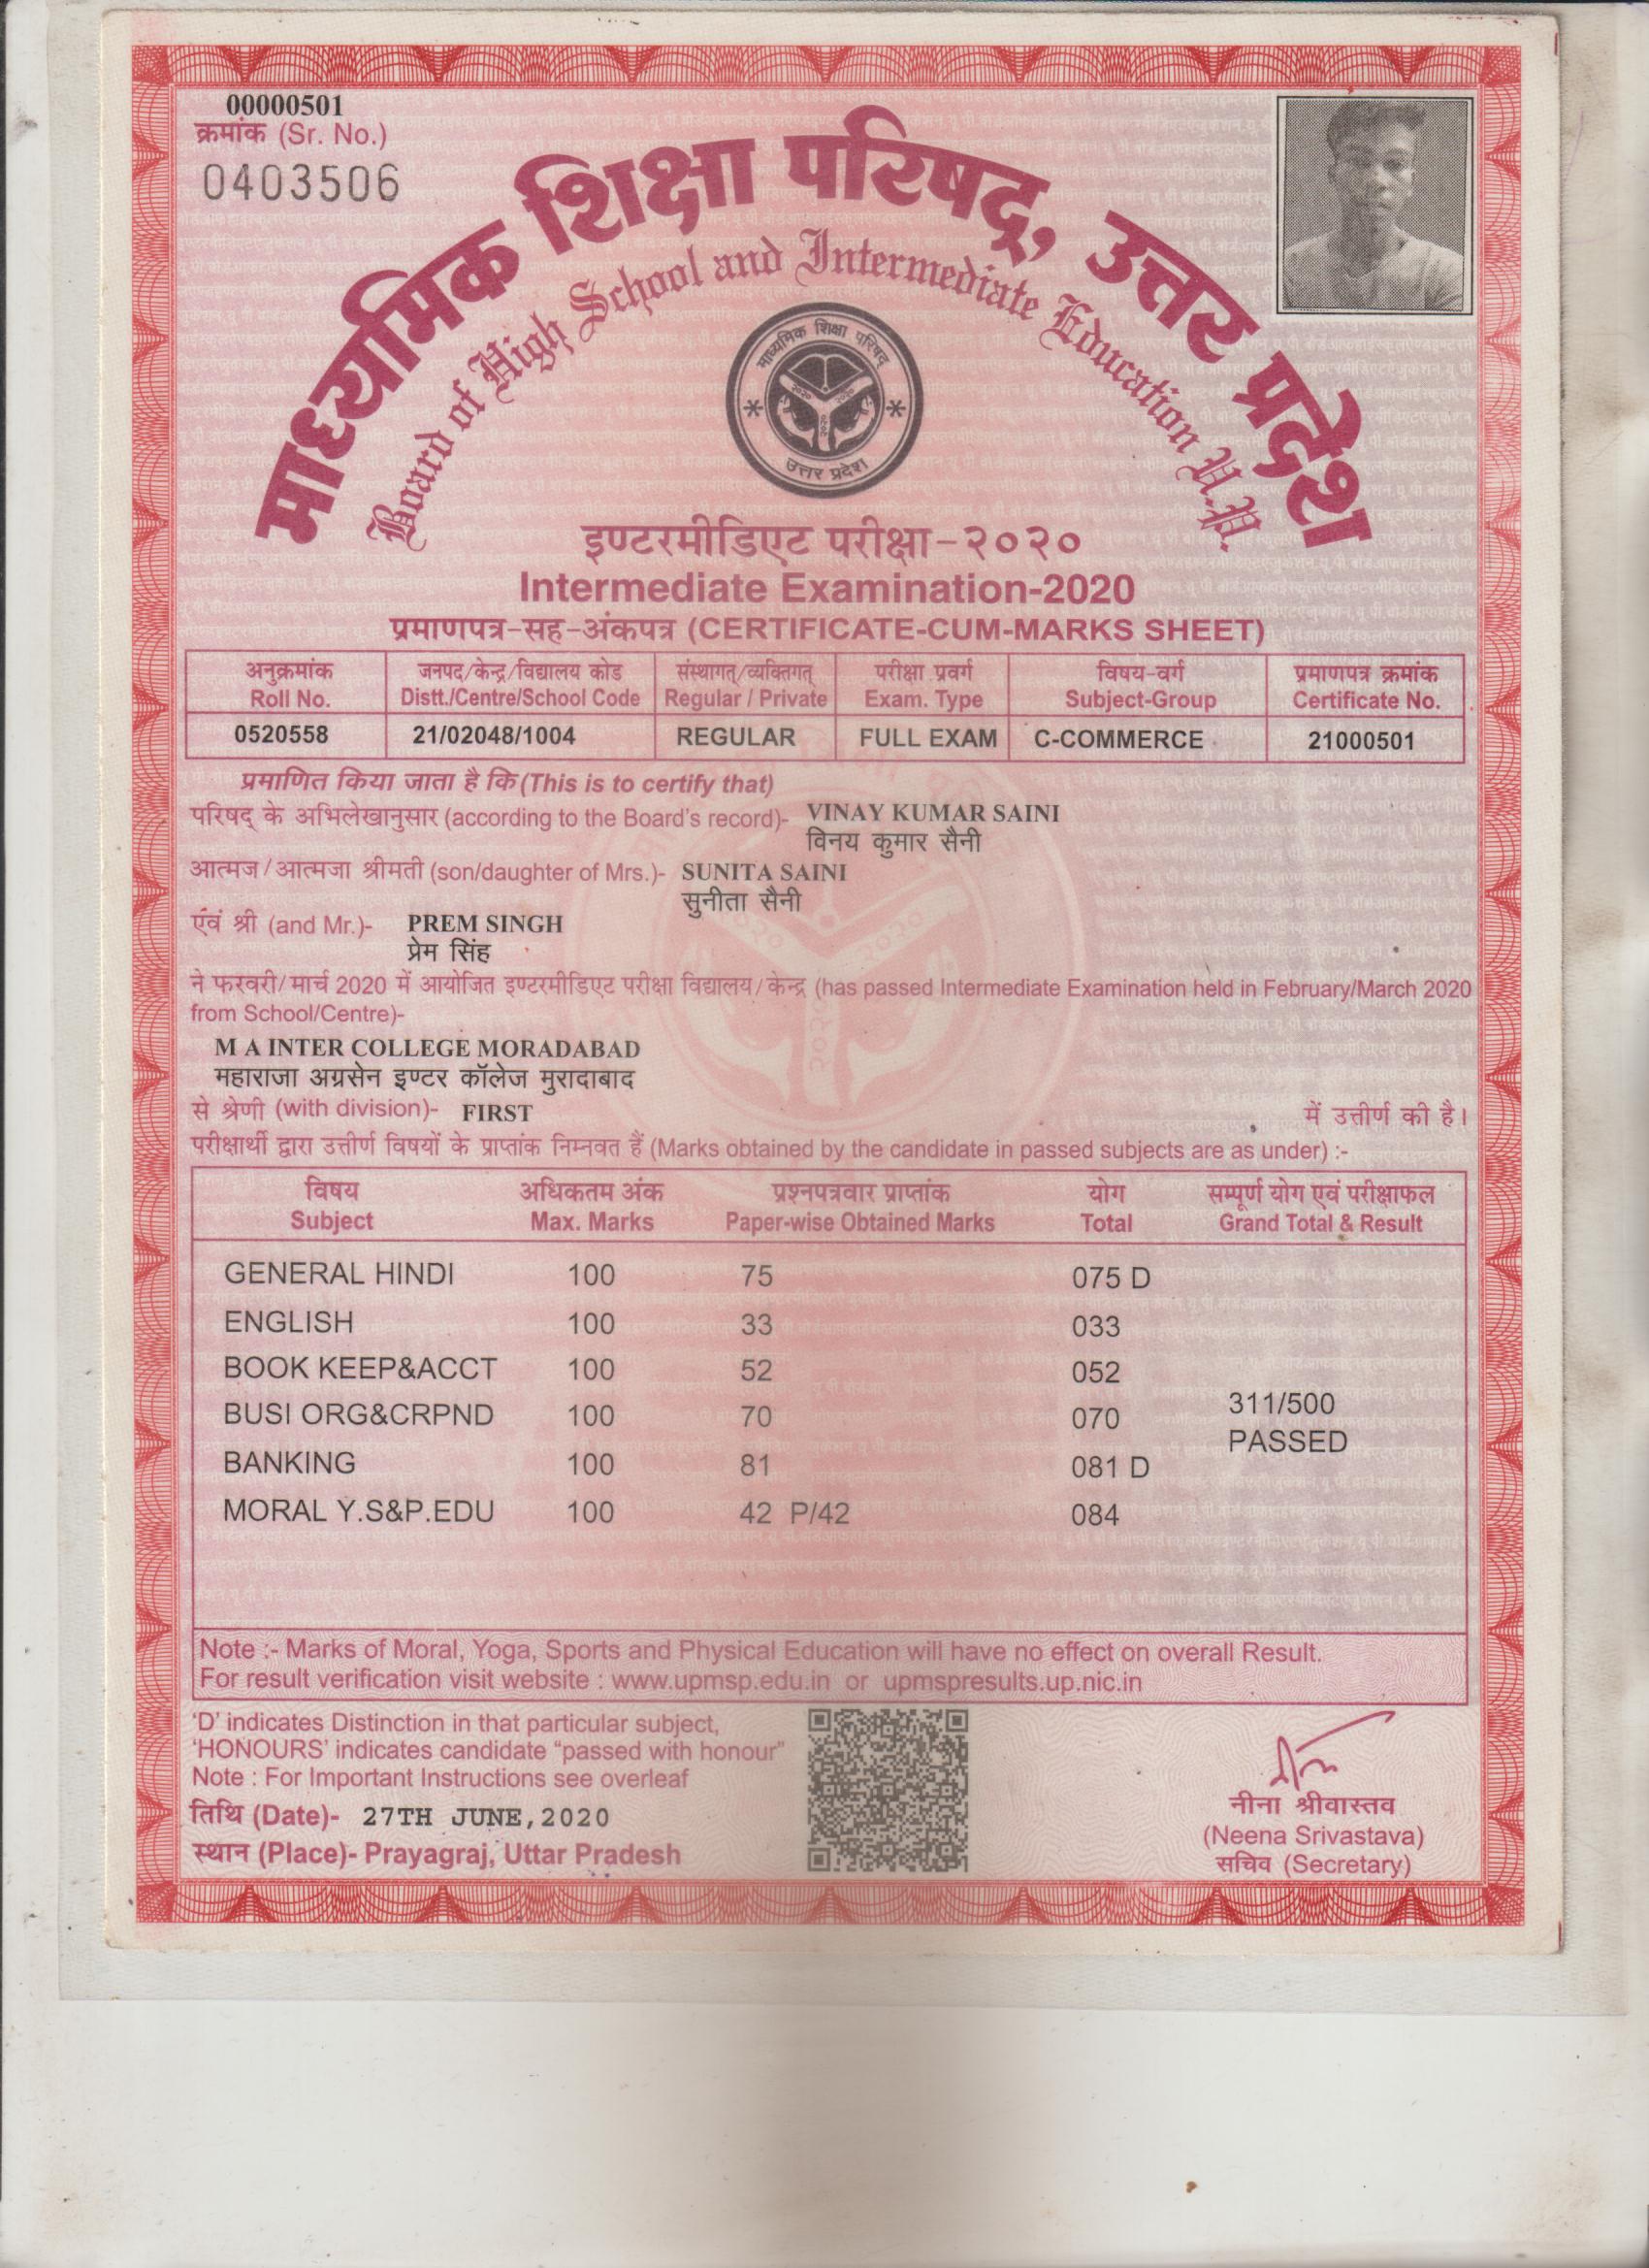 00000501
क्रमांक (Sr. No.)
0403506
माध्यमिक शिक्षा परिषद्, उत्तर प्रदेश
Board of High School and Intermediate Education U.P.
माध्यमिक शिक्षा परिषद्
उत्तर प्रदेश
इण्टरमीडिएट परीक्षा-२०२०
Intermediate Examination-2020
प्रमाणपत्र-सह-अंकपत्र (CERTIFICATE-CUM-MARKS SHEET)
अनुक्रमांक जनपद/केन्द्र/विद्यालय कोड संस्थागत/व्यक्तिगत परीक्षा प्रवर्ग विषय-वर्ग प्रमाणपत्र क्रमांक
Roll No. Distt./Centre/School Code Regular / Private Exam. Type Subject-Group Certificate No.
0520558 21/02048/1004 REGULAR FULL EXAM C-COMMERCE 21000501
प्रमाणित किया जाता है कि (This is to certify that)
परिषद् के अभिलेखानुसार (according to the Board's record)- VINAY KUMAR SAINI
विनय कुमार सैनी
आत्मज/आत्मजा श्रीमती (son/daughter of Mrs.)- SUNITA SAINI
सुनीता सैनी
एवं श्री (and Mr.)- PREM SINGH
प्रेम सिंह
ने फरवरी/मार्च 2020 में आयोजित इण्टरमीडिएट परीक्षा विद्यालय/केन्द्र (has passed Intermediate Examination held in February/March 2020
from School/Centre)-
M A INTER COLLEGE MORADABAD
महाराजा अग्रसेन इण्टर कॉलेज मुरादाबाद
से श्रेणी (with division)- FIRST में उत्तीर्ण की है।
परीक्षार्थी द्वारा उत्तीर्ण विषयों के प्राप्तांक निम्नवत हैं (Marks obtained by the candidate in passed subjects are as under) :-
विषय अधिकतम अंक प्रश्नपत्रवार प्राप्तांक योग सम्पूर्ण योग एवं परीक्षाफल
Subject Max. Marks Paper-wise Obtained Marks Total Grand Total & Result
GENERAL HINDI 100 75 075 D
ENGLISH 100 33 033
BOOK KEEP&ACCT 100 52 052
311/500
BUSI ORG&CRPND 100 70 070
PASSED
BANKING 100 81 081 D
MORAL Y.S&P.EDU 100 42 P/42 084
Note :- Marks of Moral, Yoga, Sports and Physical Education will have no effect on overall Result.
For result verification visit website : www.upmsp.edu.in or upmspresults.up.nic.in
'D' indicates Distinction in that particular subject,
'HONOURS' indicates candidate "passed with honour"
Note : For Important Instructions see overleaf
तिथि (Date)- 27TH JUNE,2020
स्थान (Place)- Prayagraj, Uttar Pradesh
नीना श्रीवास्तव
(Neena Srivastava)
सचिव (Secretary)